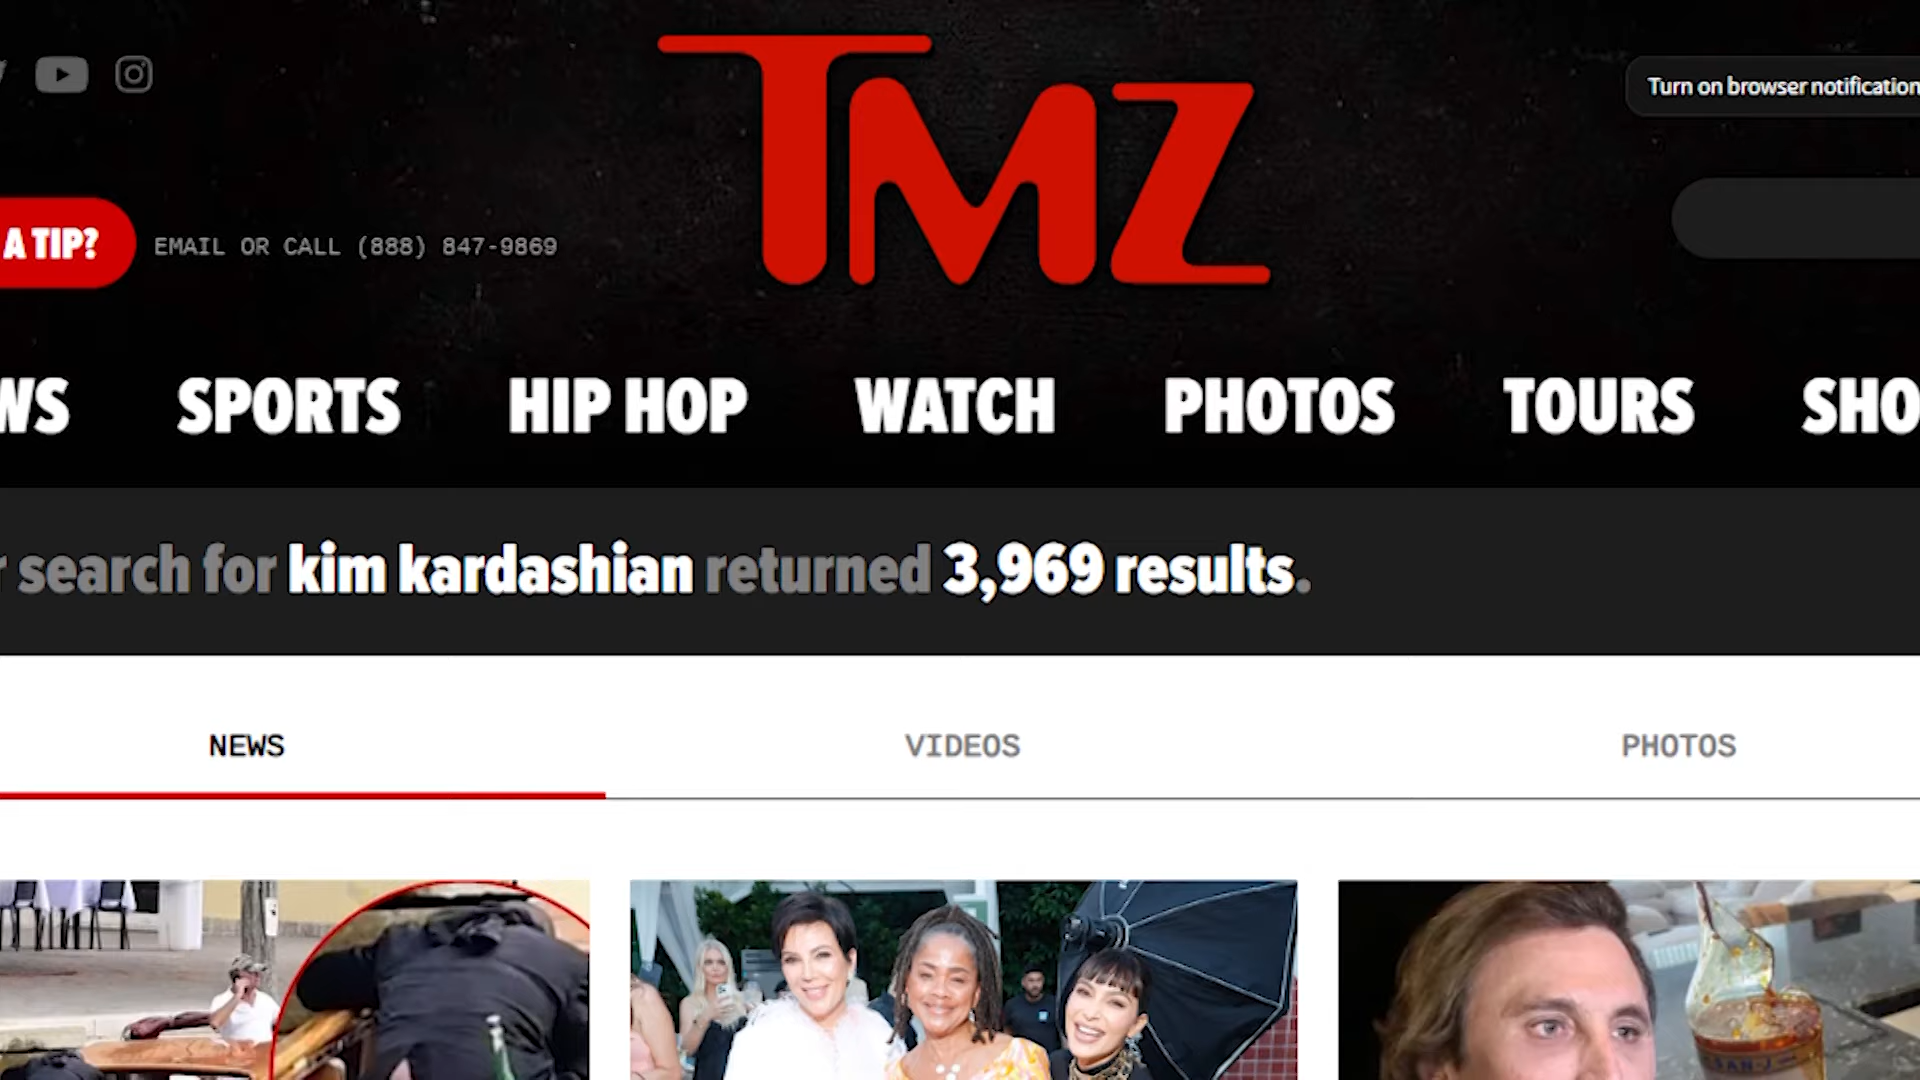 TMZ
Turn on browser notification
A TIP?
EMAIL OR CALL (888) 847-9869
WS SPORTS HIP HOP WATCH PHOTOS TOURS SHO
r search for kim kardashian returned 3,969 results.
NEWS VIDEOS PHOTOS